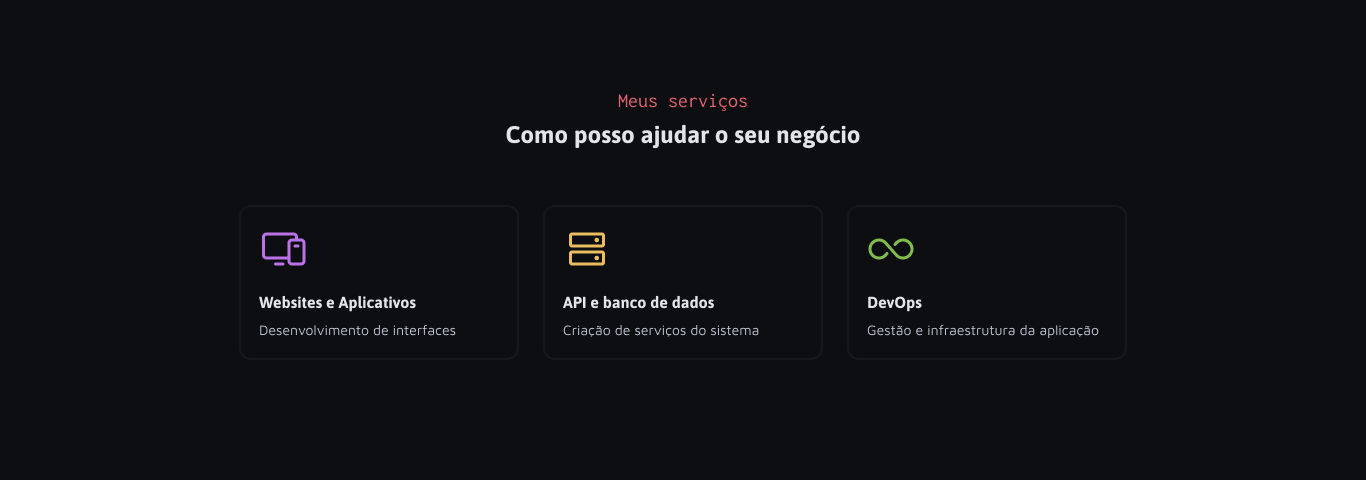 Meus serviços
Como posso ajudar o seu negócio
Websites e Aplicativos
Desenvolvimento de interfaces
API e banco de dados
Criação de serviços do sistema
DevOps
Gestão e infraestrutura da aplicação